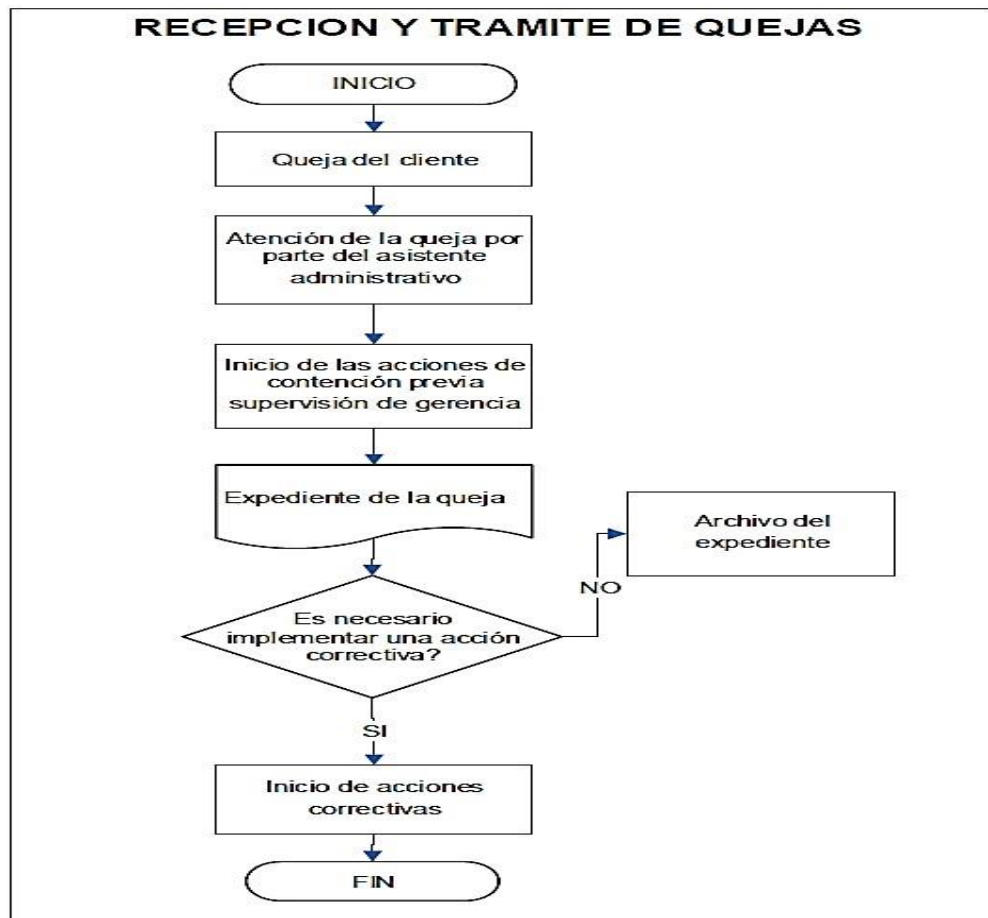 RECEPCION Y TRAMITE DE QUEJAS
INICIO
Queja del cliente
Atención de la queja por
parte del asistente
administrativo
Inicio de las acciones de
contención previa
supervisión de gerencia
Expediente de la queja
Archivo del
expediente
NO
Es necesario
implementar una acción
correctiva?
SI
Inicio de acciones
correctivas
FIN